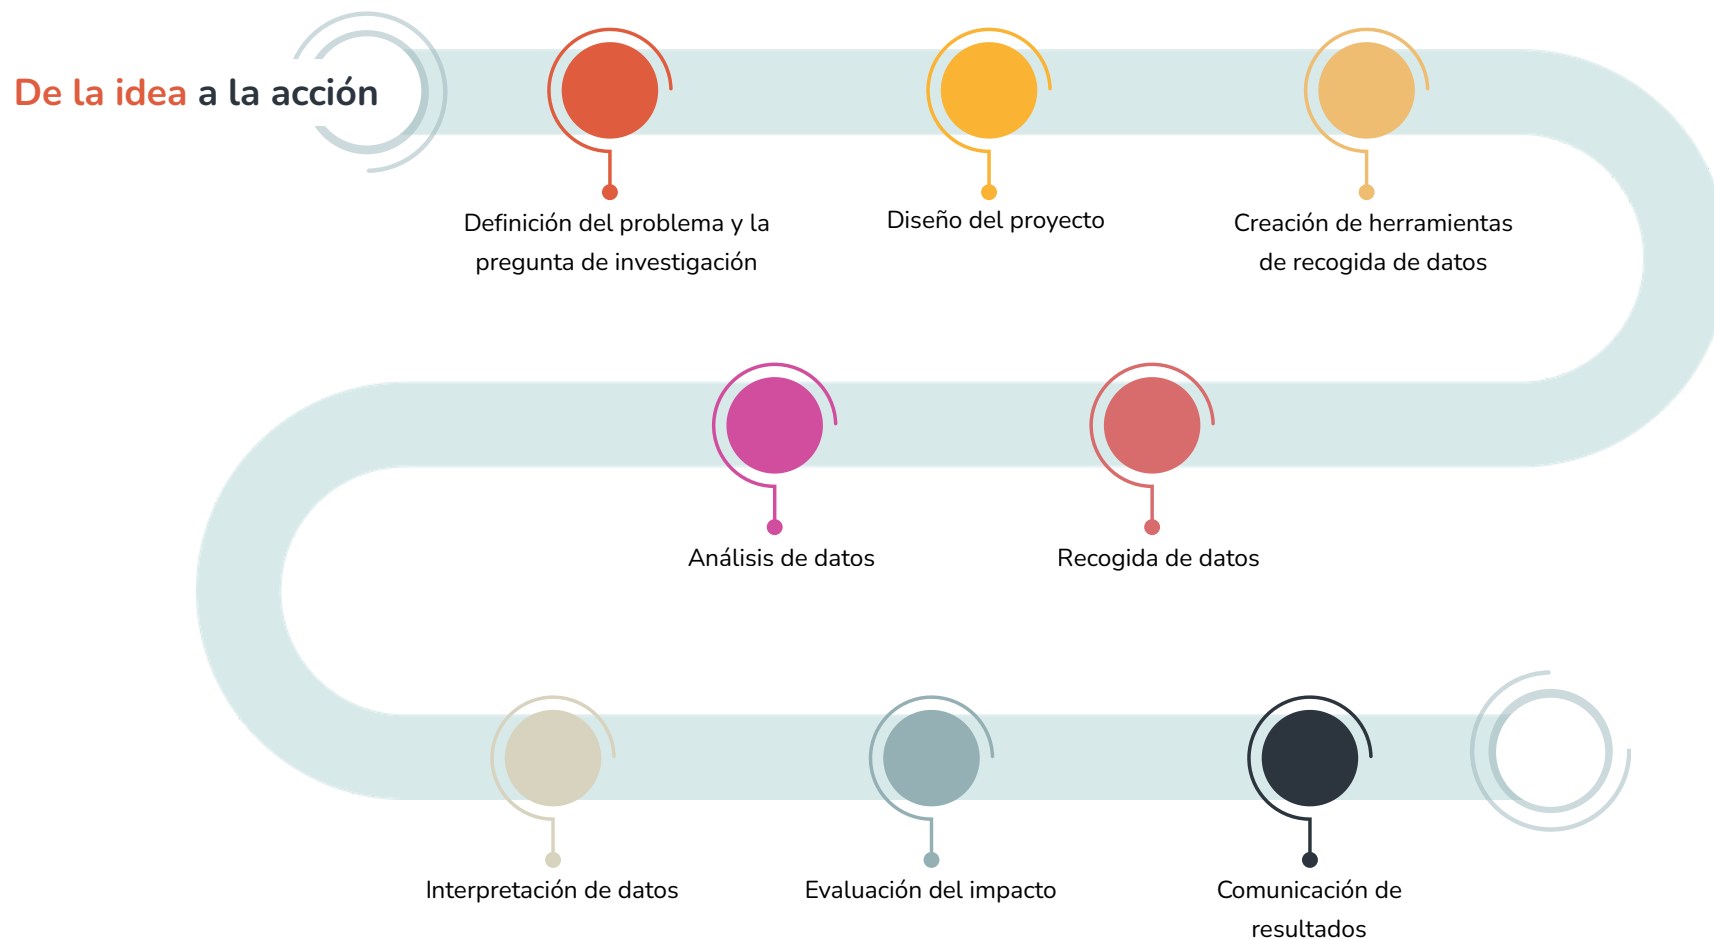 De la idea a la acción
Definición del problema y la
pregunta de investigación
Diseño del proyecto
Creación de herramientas
de recogida de datos
Análisis de datos
Recogida de datos
Interpretación de datos
Evaluación del impacto
Comunicación de
resultados